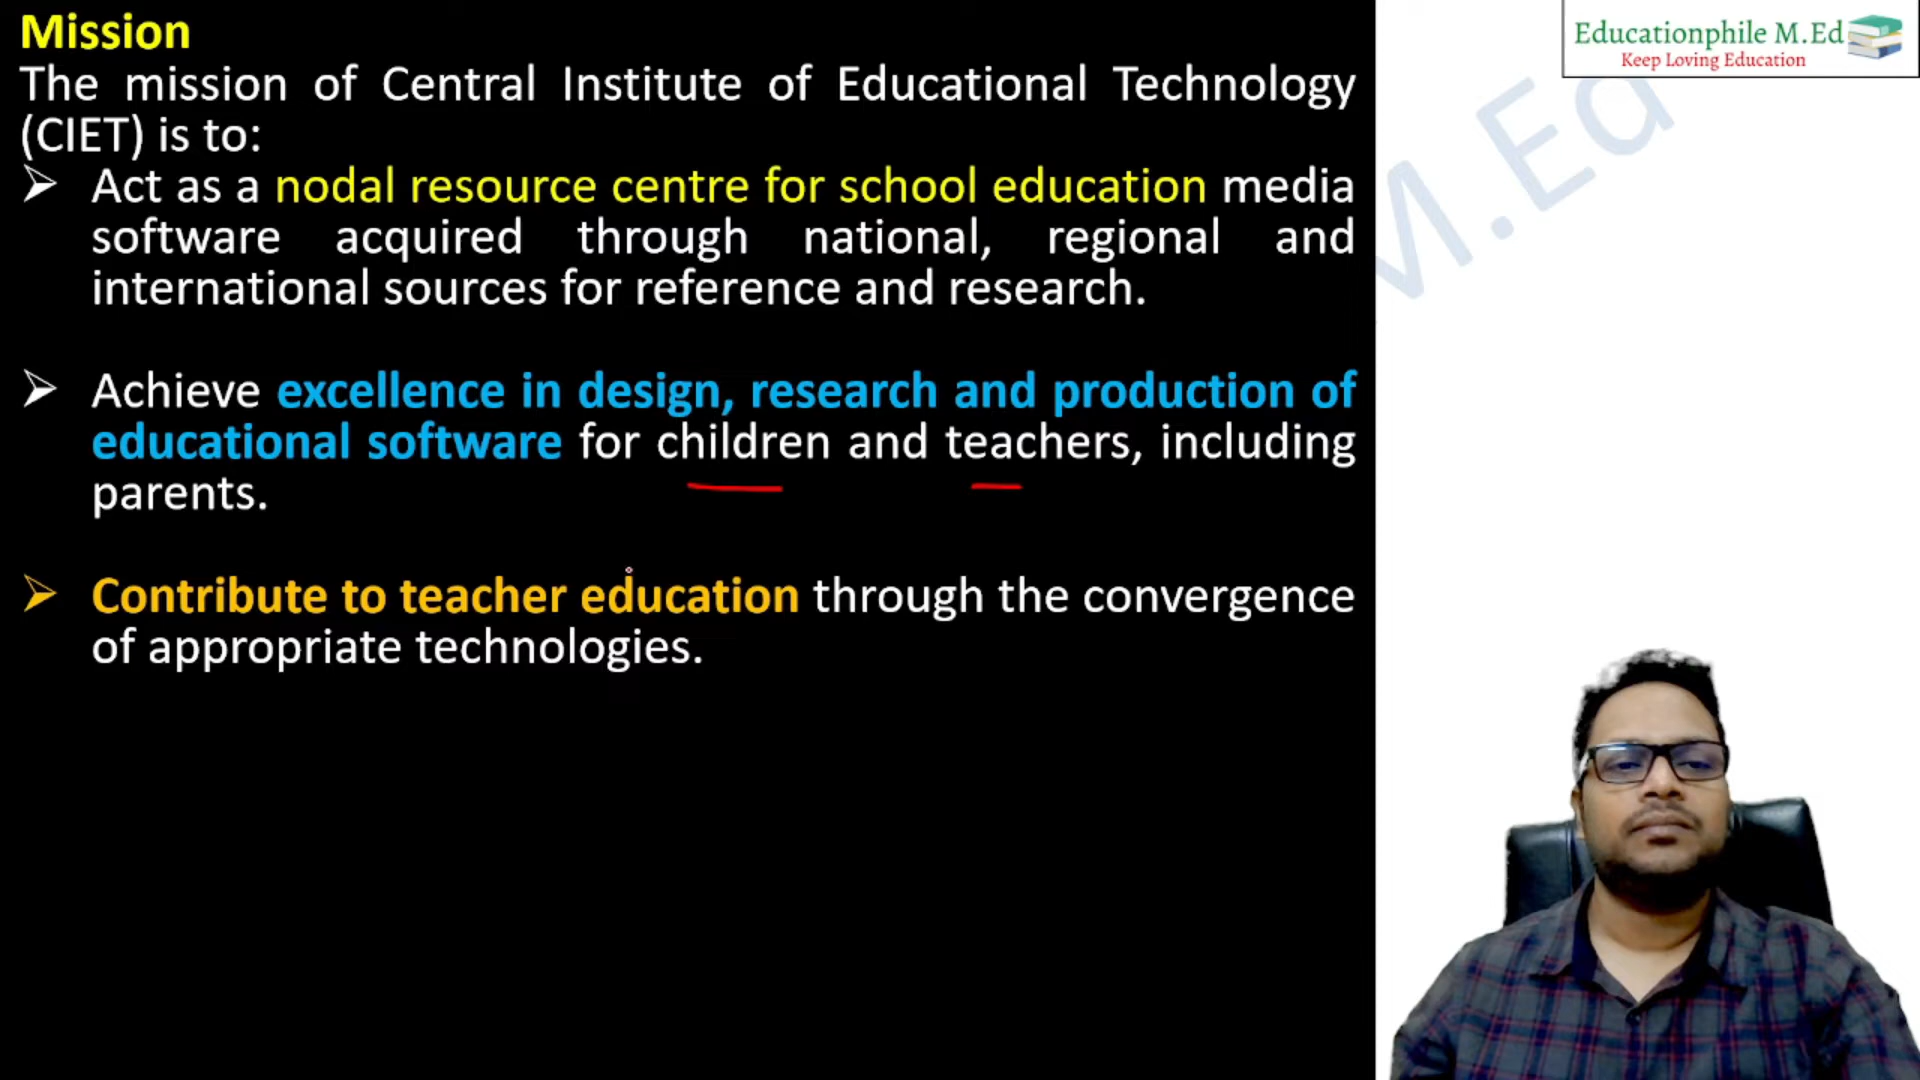 Mission
The mission of Central Institute of Educational Technology
(CIET) is to:
➢ Act as a nodal resource centre for school education media
software acquired through national, regional and
international sources for reference and research.
➢ Achieve excellence in design, research and production of
educational software for children and teachers, including
parents.
➢ Contribute to teacher education through the convergence
of appropriate technologies.
Educationphile M.Ed
Keep Loving Education
M.Ed